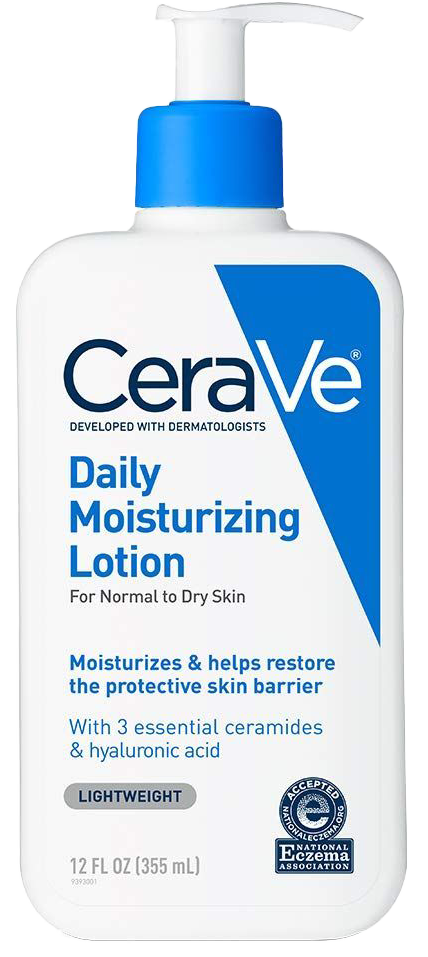 CeraVe®
DEVELOPED WITH DERMATOLOGISTS
Daily
Moisturizing
Lotion
For Normal to Dry Skin
Moisturizes & helps restore
the protective skin barrier
With 3 essential ceramides
& hyaluronic acid
LIGHTWEIGHT
12 FL OZ (355 mL)
9393001
ACCEPTED
NATIONALECZEMA.ORG
NATIONAL
Eczema
ASSOCIATION